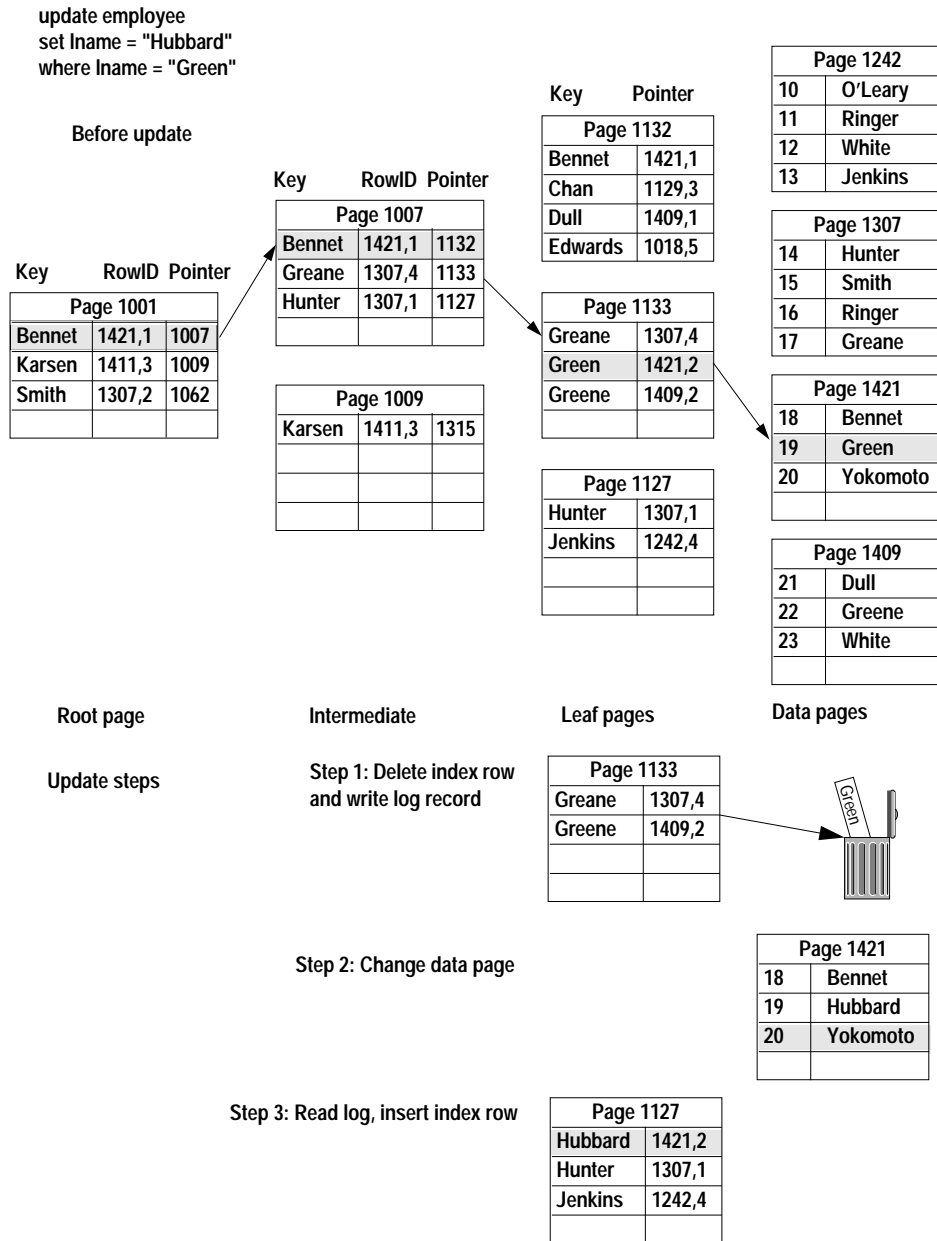 update employee
set lname = "Hubbard"
where lname = "Green"
Before update
Key RowID Pointer
Page 1001
Bennet 1421,1 1007
Karsen 1411,3 1009
Smith 1307,2 1062
Key RowID Pointer
Page 1007
Bennet 1421,1 1132
Greane 1307,4 1133
Hunter 1307,1 1127
Page 1009
Karsen 1411,3 1315
Key Pointer
Page 1132
Bennet 1421,1
Chan 1129,3
Dull 1409,1
Edwards 1018,5
Page 1133
Greane 1307,4
Green 1421,2
Greene 1409,2
Page 1127
Hunter 1307,1
Jenkins 1242,4
Page 1242
10 O'Leary
11 Ringer
12 White
13 Jenkins
Page 1307
14 Hunter
15 Smith
16 Ringer
17 Greane
Page 1421
18 Bennet
19 Green
20 Yokomoto
Page 1409
21 Dull
22 Greene
23 White
Root page
Intermediate
Leaf pages
Data pages
Update steps
Step 1: Delete index row
and write log record
Page 1133
Greane 1307,4
Greene 1409,2
Green
Step 2: Change data page
Page 1421
18 Bennet
19 Hubbard
20 Yokomoto
Step 3: Read log, insert index row
Page 1127
Hubbard 1421,2
Hunter 1307,1
Jenkins 1242,4